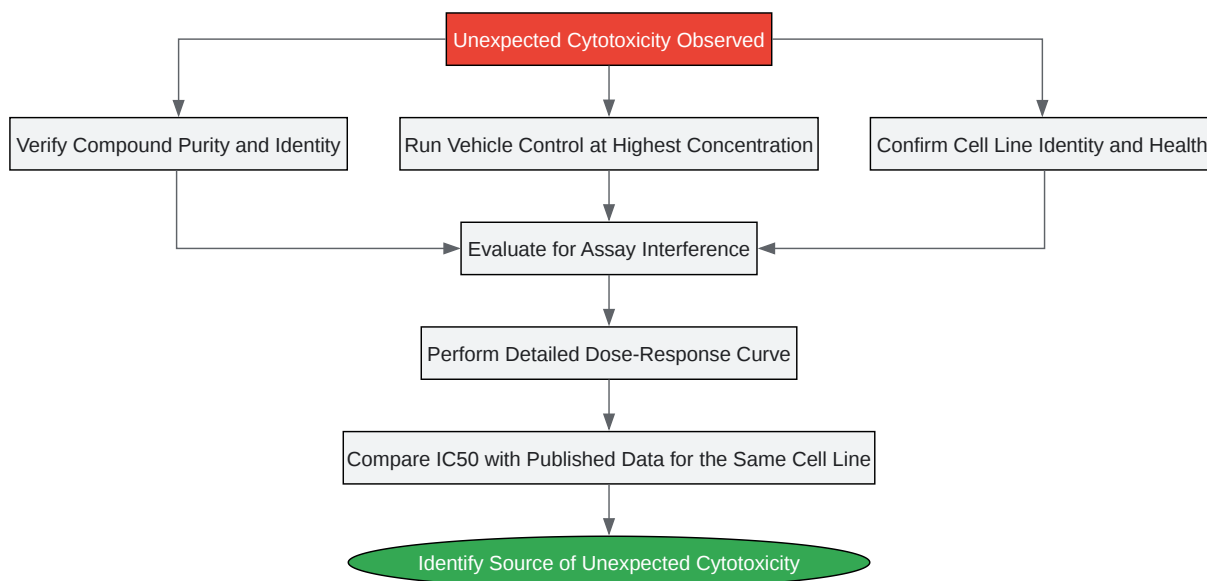 Unexpected Cytotoxicity Observed
Verify Compound Purity and Identity
Run Vehicle Control at Highest Concentration
Confirm Cell Line Identity and Health
Evaluate for Assay Interference
Perform Detailed Dose-Response Curve
Compare IC50 with Published Data for the Same Cell Line
Identify Source of Unexpected Cytotoxicity